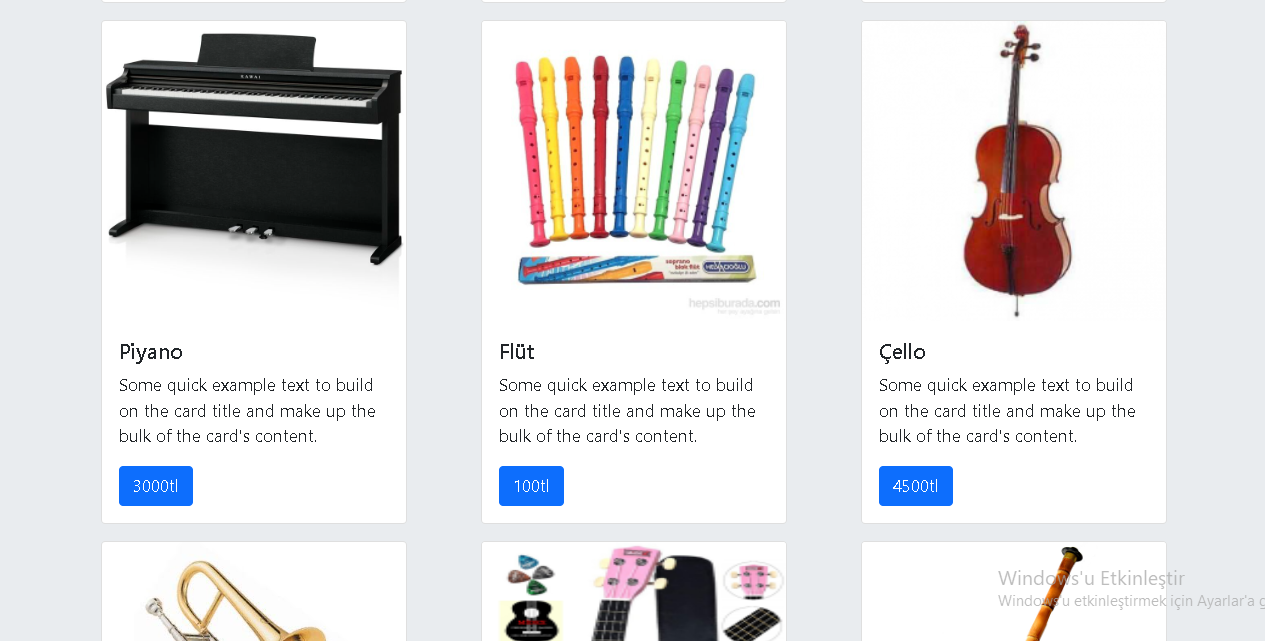 KAWAI
soprano
blok flüt
hepsiburada.com
Piyano
Some quick example text to build
on the card title and make up the
bulk of the card's content.
3000tl
Flüt
Some quick example text to build
on the card title and make up the
bulk of the card's content.
100tl
Çello
Some quick example text to build
on the card title and make up the
bulk of the card's content.
4500tl
Windows'u Etkinleştir
Windows'u etkinleştirmek için Ayarlar'a g